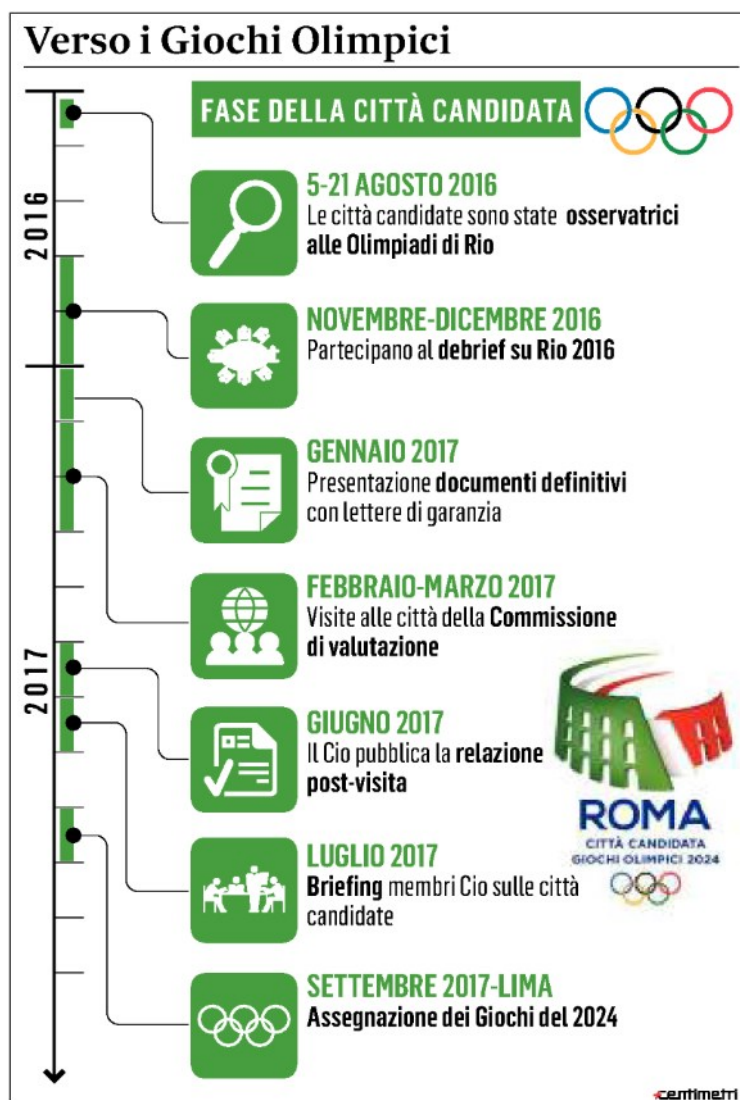 Verso i Giochi Olimpici
FASE DELLA CITTÀ CANDIDATA
2016
5-21 AGOSTO 2016
Le città candidate sono state osservatrici
alle Olimpiadi di Rio
NOVEMBRE-DICEMBRE 2016
Partecipano al debrief su Rio 2016
GENNAIO 2017
Presentazione documenti definitivi
con lettere di garanzia
FEBBRAIO-MARZO 2017
Visite alle città della Commissione
di valutazione
2017
GIUGNO 2017
Il Cio pubblica la relazione
post-visita
ROMA
CITTÀ CANDIDATA
GIOCHI OLIMPICI 2024
LUGLIO 2017
Briefing membri Cio sulle città
candidate
SETTEMBRE 2017-LIMA
Assegnazione dei Giochi del 2024
centimetri